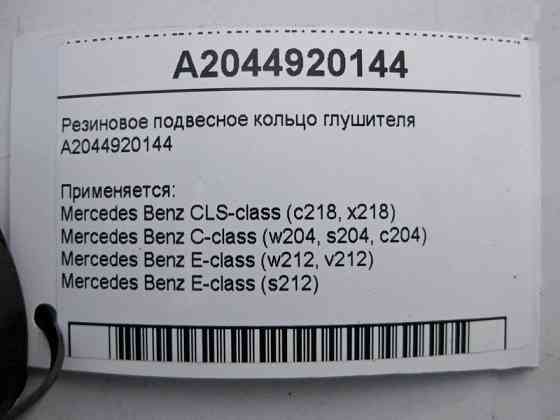 A2044920144
Резиновое подвесное кольцо глушителя
A2044920144
Применяется:
Mercedes Benz CLS-class (c218, x218)
Mercedes Benz C-class (w204, s204, c204)
Mercedes Benz E-class (w212, v212)
Mercedes Benz E-class (s212)